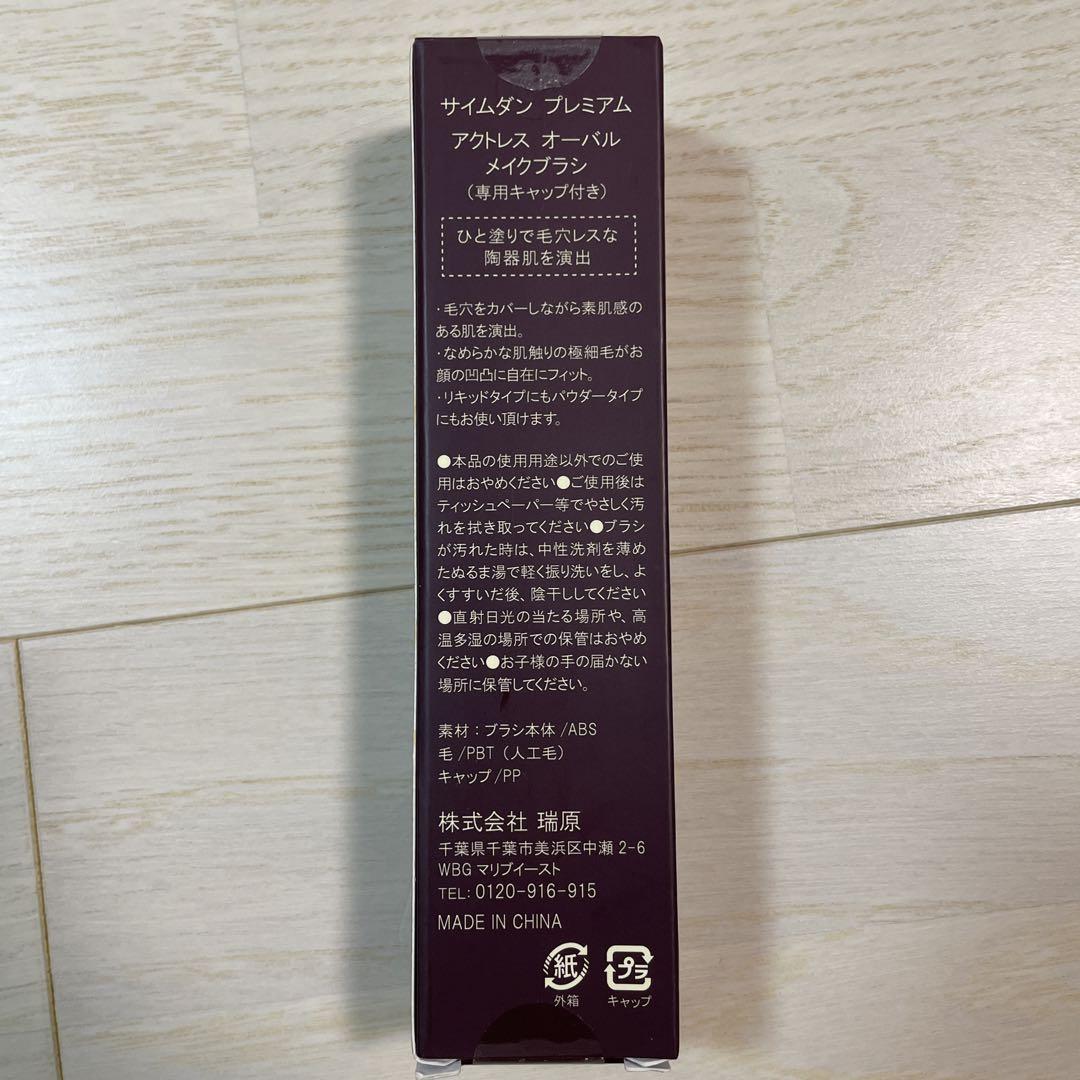 サイムダン プレミアム
アクトレス オーバル
メイクブラシ
(専用キャップ付き)
ひと塗りで毛穴レスな
陶器肌を演出
・毛穴をカバーしながら素肌感の
ある肌を演出。
・なめらかな肌触りの極細毛がお
顔の凹凸に自在にフィット。
・リキッドタイプにもパウダータイプ
にもお使い頂けます。
●本品の使用用途以外でのご使
用はおやめください●ご使用後は
ティッシュペーパー等でやさしく汚
れを拭き取ってください●ブラシ
が汚れた時は、中性洗剤を薄め
たぬるま湯で軽く振り洗いをし、よ
くすすいだ後、陰干ししてください
●直射日光の当たる場所や、高
温多湿の場所での保管はおやめ
ください●お子様の手の届かない
場所に保管してください。
素材:ブラシ本体/ABS
毛/PBT(人工毛)
キャップ/PP
株式会社 瑞原
千葉県千葉市美浜区中瀬 2-6
WBG マリブイースト
TEL:0120-916-915
MADE IN CHINA
紙 プラ
外箱 キャップ